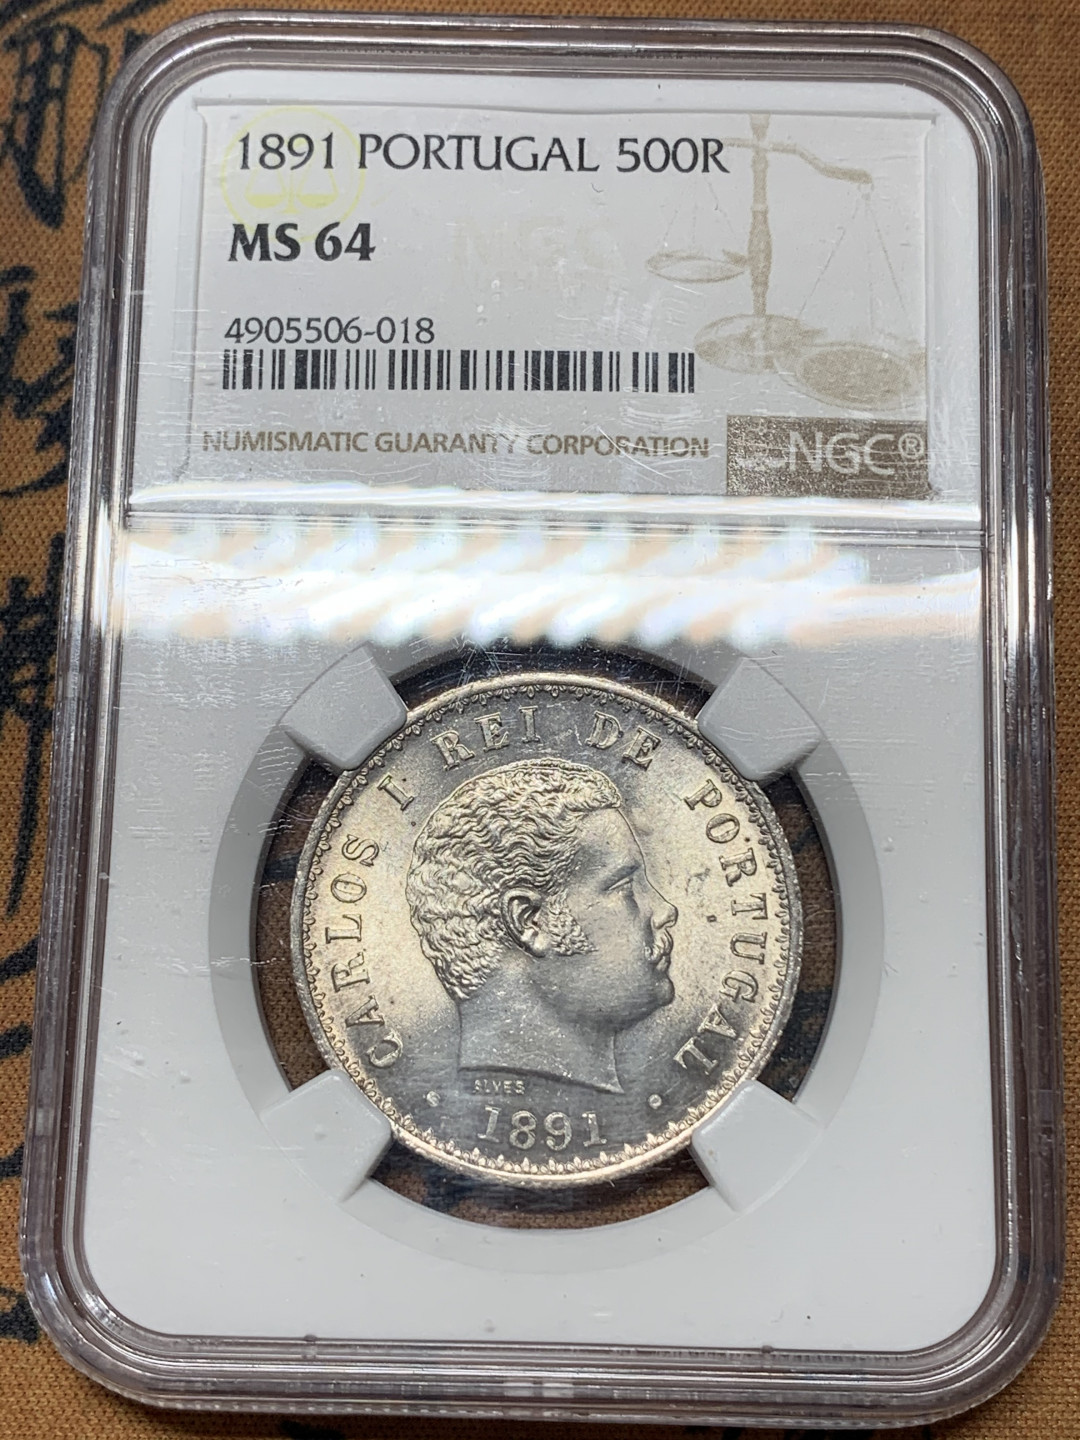 1891 PORTUGAL 500R
MS 64
4905506-018
NUMISMATIC GUARANTY CORPORATION
NGC®
CARLOS I REI DE PORTUGAL
ALVES
1891